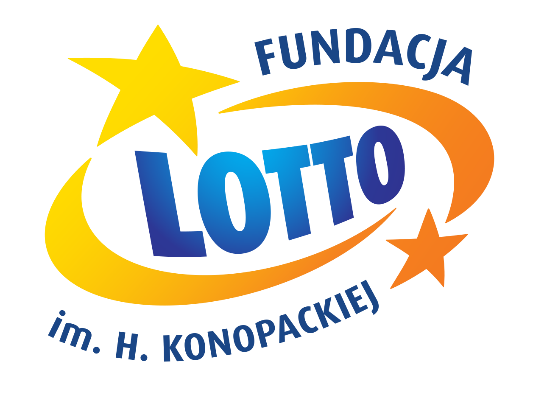 FUNDACJA
LOTTO
im. H. KONOPACKIEJ